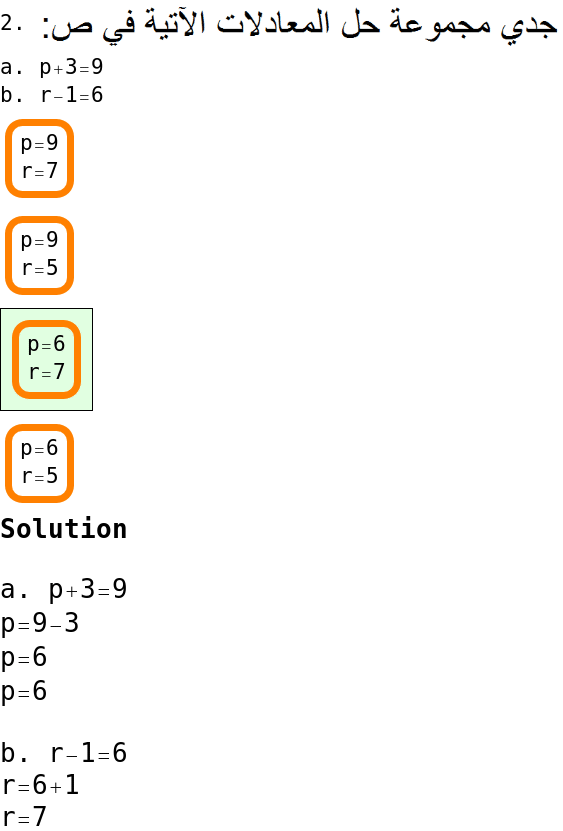 2. جدي مجموعة حل المعادلات الآتية في ص:
a. p+3=9
b. r−1=6
p=9
r=7
p=9
r=5
p=6
r=7
p=6
r=5
Solution
a. p+3=9
p=9−3
p=6
p=6
b. r−1=6
r=6+1
r=7